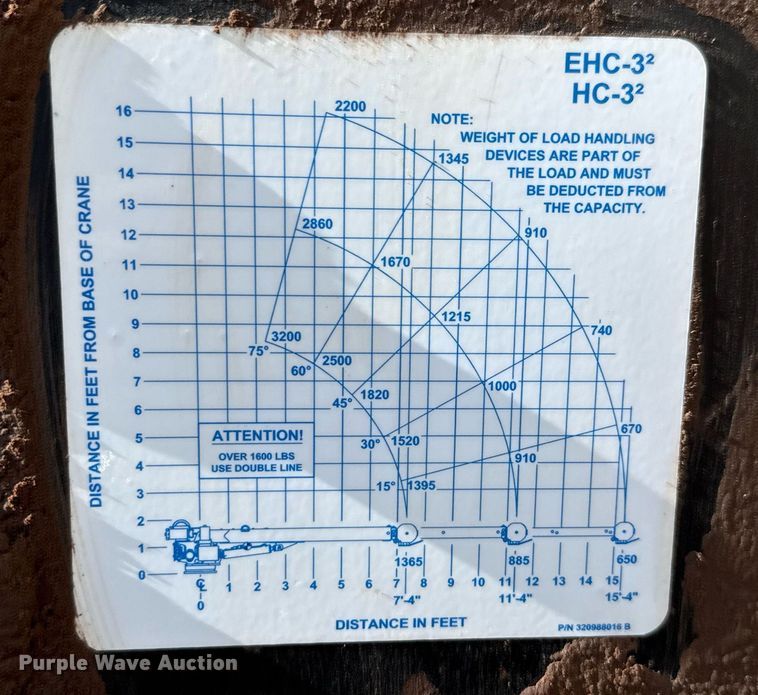 EHC-3²
HC-3²
NOTE:
WEIGHT OF LOAD HANDLING
DEVICES ARE PART OF
THE LOAD AND MUST
BE DEDUCTED FROM
THE CAPACITY.
DISTANCE IN FEET FROM BASE OF CRANE
16
15
14
13
12
11
10
9
8
7
6
5
4
3
2
1
0
2200
1345
910
740
670
2860
1670
1215
1000
910
3200
2500
1820
1520
1395
75°
60°
45°
30°
15°
ATTENTION!
OVER 1600 LBS
USE DOUBLE LINE
1365 885 650
℄ 1 2 3 4 5 6 7 8 9 10 11 12 13 14 15
0 7'-4" 11'-4" 15'-4"
DISTANCE IN FEET
P/N 320988016 B
Purple Wave Auction